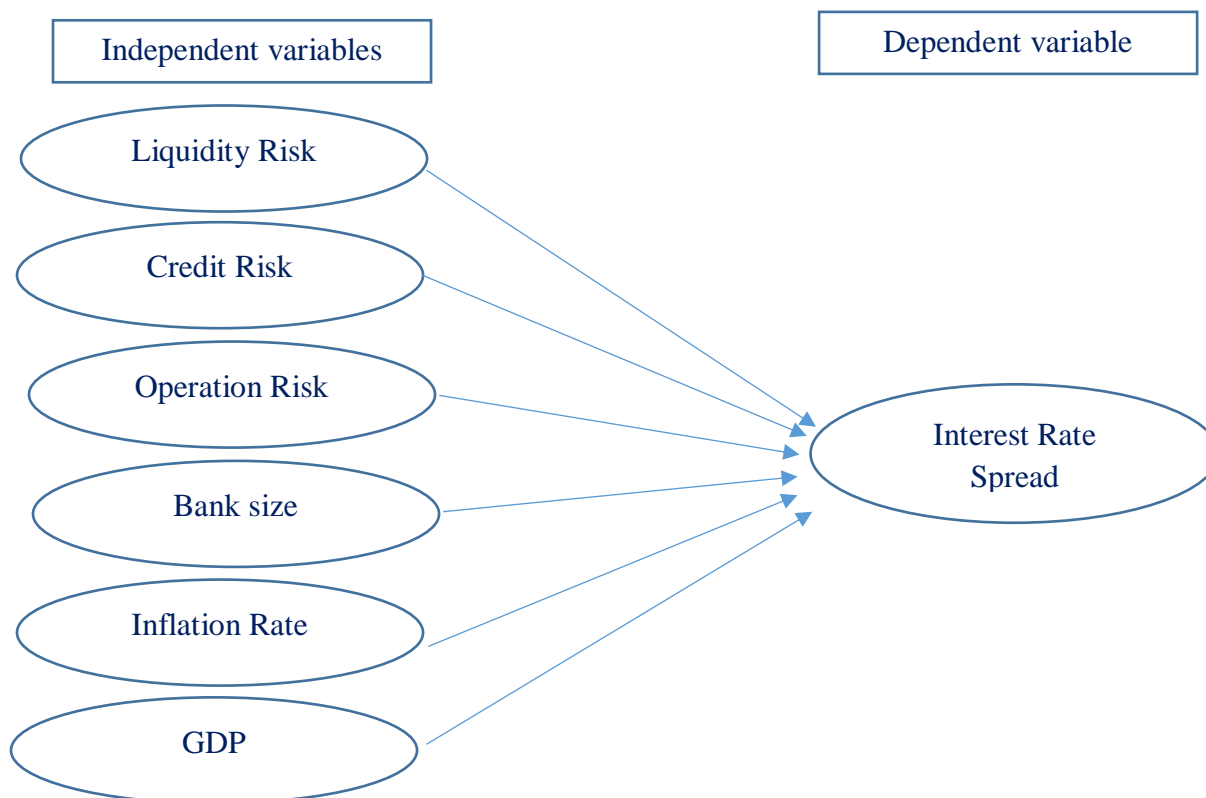 Independent variables
Dependent variable
Liquidity Risk
Credit Risk
Operation Risk
Bank size
Inflation Rate
GDP
Interest Rate
Spread